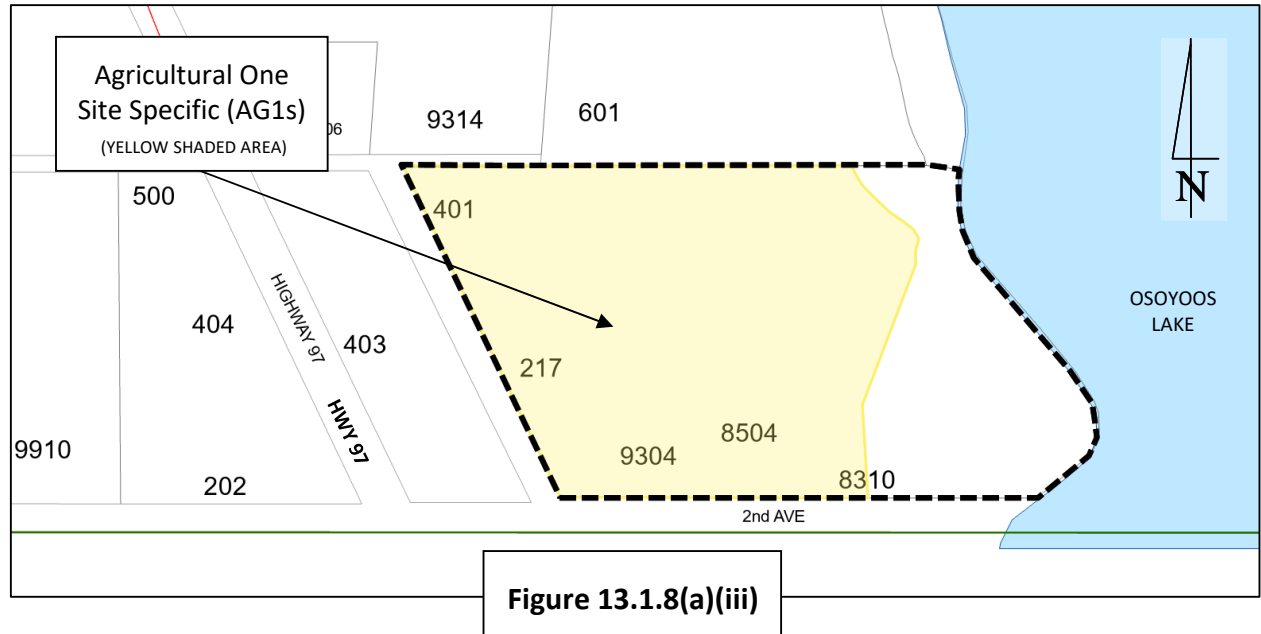 Agricultural One
Site Specific (AG1s)
(YELLOW SHADED AREA)
9314
601
N
500
401
OSOYOOS
LAKE
HIGHWAY 97
404
403
217
HWY 97
8504
9910
9304
8310
202
2nd AVE
Figure 13.1.8(a)(iii)